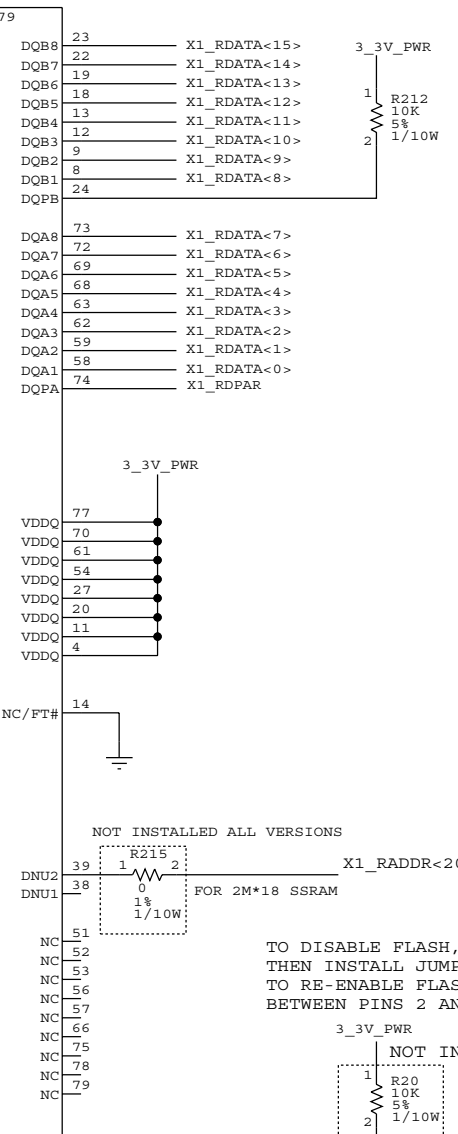 79
DQB8 23 X1_RDATA<15>
DQB7 22 X1_RDATA<14>
DQB6 19 X1_RDATA<13>
DQB5 18 X1_RDATA<12>
DQB4 13 X1_RDATA<11>
DQB3 12 X1_RDATA<10>
DQB2 9 X1_RDATA<9>
DQB1 8 X1_RDATA<8>
DQPB 24
3_3V_PWR
1
R212
10K
5%
1/10W
2
DQA8 73 X1_RDATA<7>
DQA7 72 X1_RDATA<6>
DQA6 69 X1_RDATA<5>
DQA5 68 X1_RDATA<4>
DQA4 63 X1_RDATA<3>
DQA3 62 X1_RDATA<2>
DQA2 59 X1_RDATA<1>
DQA1 58 X1_RDATA<0>
DQPA 74 X1_RDPAR
3_3V_PWR
VDDQ 77
VDDQ 70
VDDQ 61
VDDQ 54
VDDQ 27
VDDQ 20
VDDQ 11
VDDQ 4
NC/FT# 14
NOT INSTALLED ALL VERSIONS
R215
DNU2 39 1 2 X1_RADDR<20
DNU1 38
0
1%
1/10W
FOR 2M*18 SSRAM
NC 51
NC 52
NC 53
NC 56
NC 57
NC 66
NC 75
NC 78
NC 79
TO DISABLE FLASH,
THEN INSTALL JUMP
TO RE-ENABLE FLAS
BETWEEN PINS 2 AN
3_3V_PWR
NOT IN
1
R20
10K
5%
1/10W
2